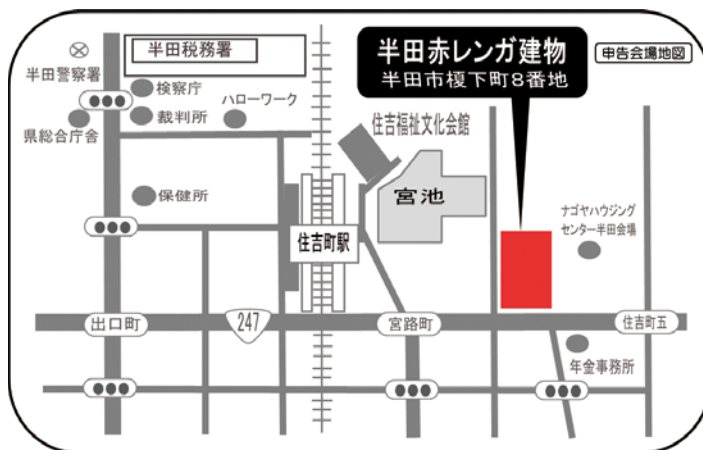 半田税務署
半田赤レンガ建物
半田市榎下町8番地
申告会場地図
半田警察署
検察庁
ハローワーク
県総合庁舎
裁判所
住吉福祉文化会館
保健所
宮池
ナゴヤハウジング
センター半田会場
住吉町駅
出口町
247
宮路町
住吉町五
年金事務所